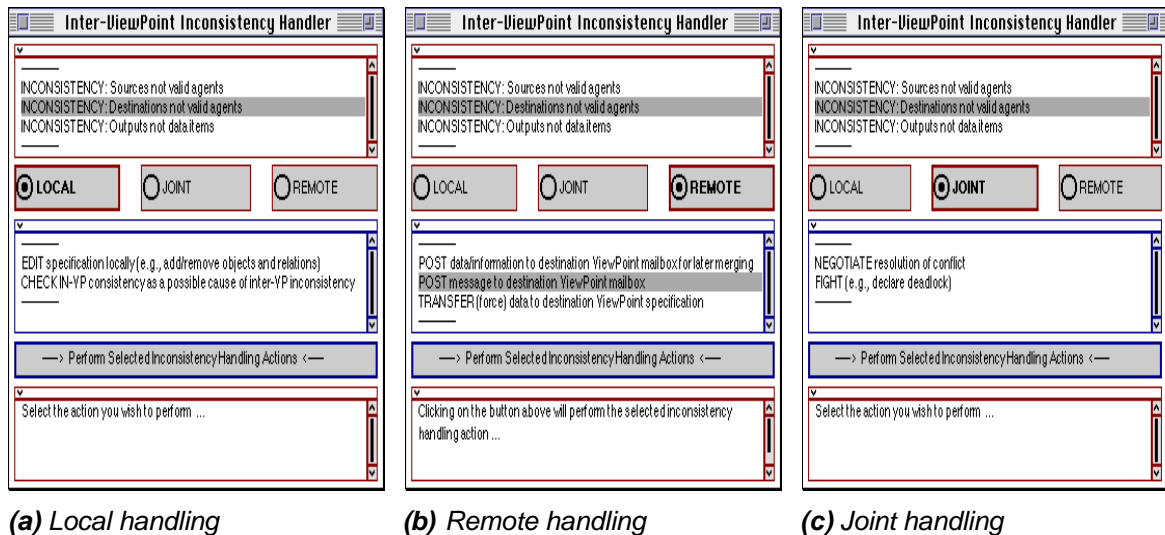 Inter-ViewPoint Inconsistency Handler
INCONSISTENCY: Sources not valid agents
INCONSISTENCY: Destinations not valid agents
INCONSISTENCY: Outputs not data items
LOCAL
JOINT
REMOTE
EDIT specification locally (e.g., add/remove objects and relations)
CHECK IN-VP consistency as a possible cause of inter-VP inconsistency
—> Perform Selected Inconsistency Handling Actions <—
Select the action you wish to perform ...
(a) Local handling
Inter-ViewPoint Inconsistency Handler
INCONSISTENCY: Sources not valid agents
INCONSISTENCY: Destinations not valid agents
INCONSISTENCY: Outputs not data items
LOCAL
JOINT
REMOTE
POST data/information to destination ViewPoint mailbox for later merging
POST message to destination ViewPoint mailbox
TRANSFER (force) data to destination ViewPoint specification
—> Perform Selected Inconsistency Handling Actions <—
Clicking on the button above will perform the selected inconsistency
handling action ...
(b) Remote handling
Inter-ViewPoint Inconsistency Handler
INCONSISTENCY: Sources not valid agents
INCONSISTENCY: Destinations not valid agents
INCONSISTENCY: Outputs not data items
LOCAL
JOINT
REMOTE
NEGOTIATE resolution of conflict
FIGHT (e.g., declare deadlock)
—> Perform Selected Inconsistency Handling Actions <—
Select the action you wish to perform ...
(c) Joint handling